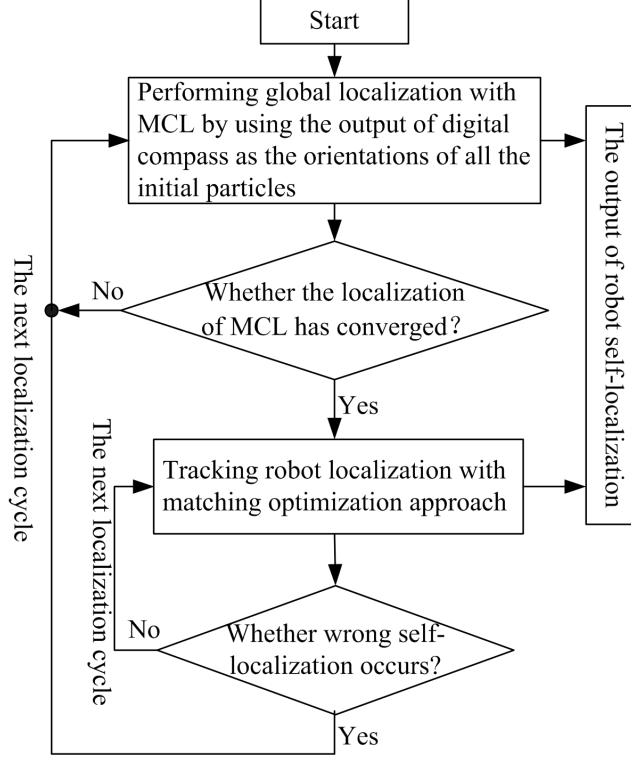 Start
Performing global localization with
MCL by using the output of digital
compass as the orientations of all the
initial particles
The output of robot self-localization
No
Whether the localization
of MCL has converged?
The next localization cycle
Yes
The next localization cycle
Tracking robot localization with
matching optimization approach
No
Whether wrong self-
localization occurs?
Yes